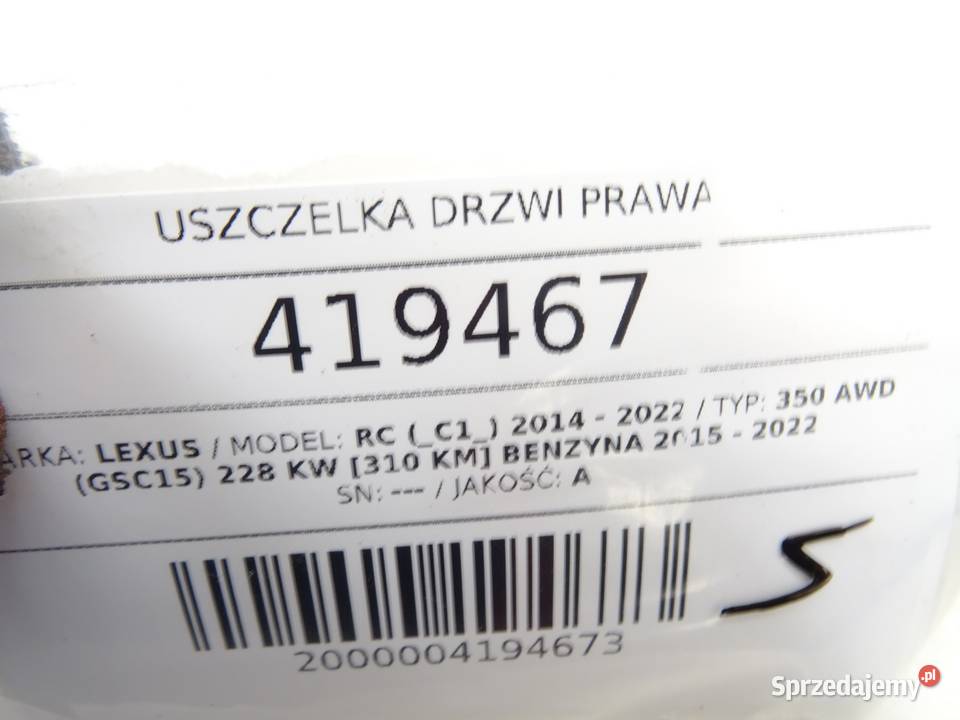 USZCZELKA DRZWI PRAWA
419467
ARKA: LEXUS / MODEL: RC (_C1_) 2014 - 2022 / TYP: 350 AWD
(GSC15) 228 KW [310 KM] BENZYNA 2015 - 2022
SN: --- / JAKOŚĆ: A
S
2000004194673
Sprzedajemy.pl